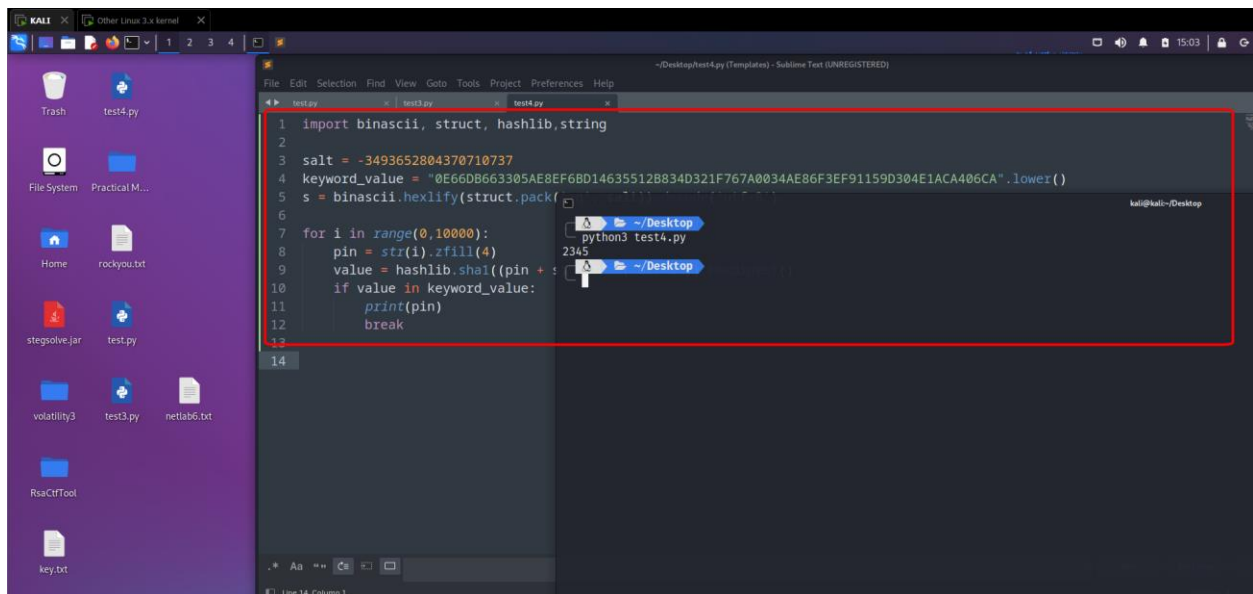 KALI Other Linux 3.x kernel
1 2 3 4 15:03
~/Desktop/test4.py (Templates) - Sublime Text (UNREGISTERED)
File Edit Selection Find View Goto Tools Project Preferences Help
test.py test3.py test4.py
Trash test4.py
File System Practical M...
Home rockyou.txt
stegsolve.jar test.py
volatility3 test3.py netlab6.txt
RsaCtfTool
key.txt
1 import binascii, struct, hashlib,string
2
3 salt = -3493652804370710737
4 keyword_value = "0E66DB663305AE8EF6BD14635512B834D321F767A0034AE86F3EF91159D304E1ACA406CA".lower()
5 s = binascii.hexlify(struct.pack(
6
7 for i in range(0,10000):
8 pin = str(i).zfill(4)
9 value = hashlib.sha1((pin + s
10 if value in keyword_value:
11 print(pin)
12 break
13
14
kali@kali:~/Desktop
~/Desktop
python3 test4.py
2345
~/Desktop
.* Aa
Line 14, Column 1